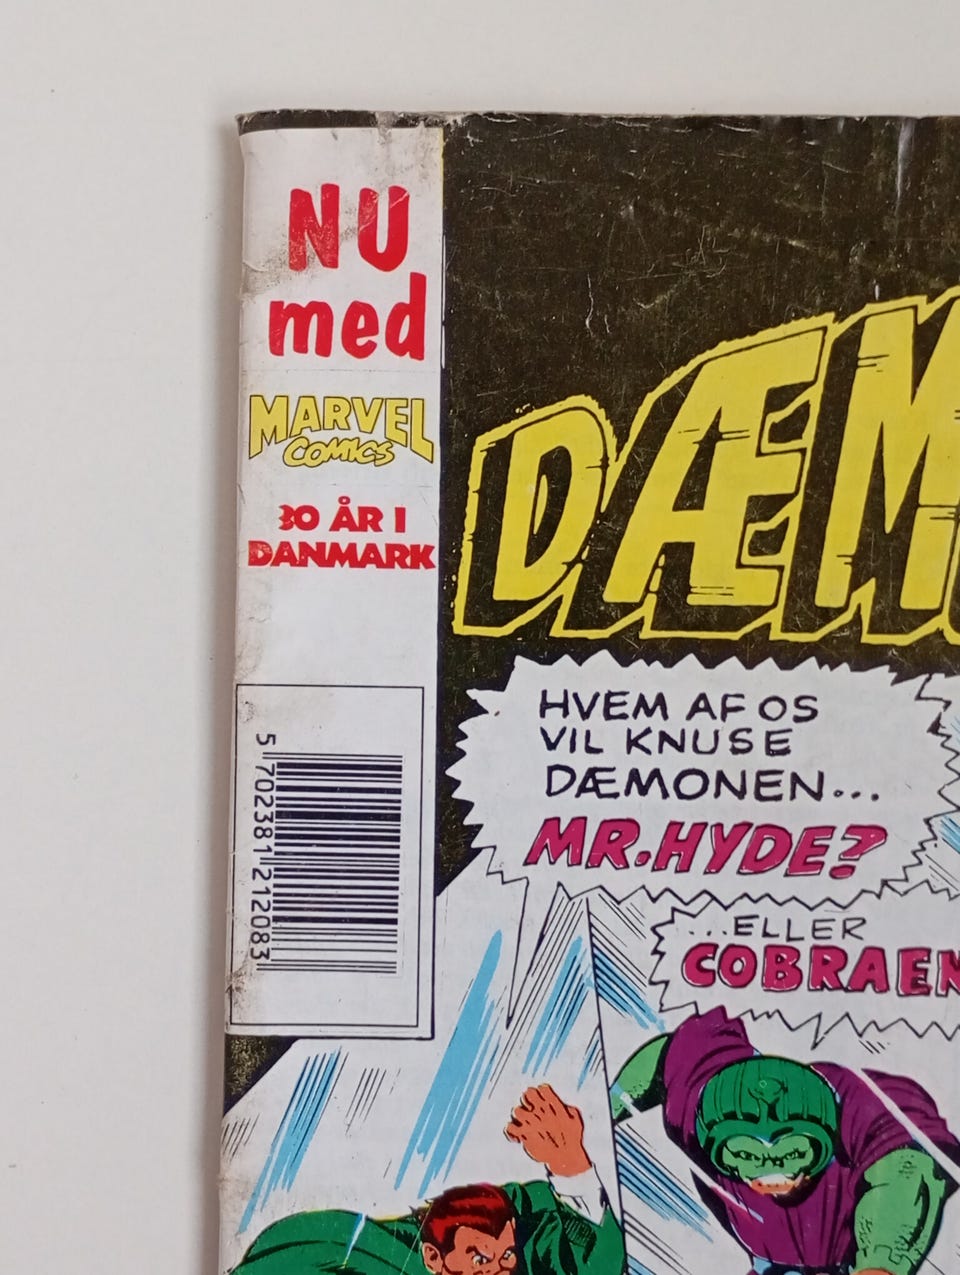 NU
med
MARVEL
COMICS
30 ÅR I
DANMARK
5 702381 212083
DÆM
HVEM AF OS
VIL KNUSE
DÆMONEN...
MR. HYDE?
...ELLER
COBRAEN